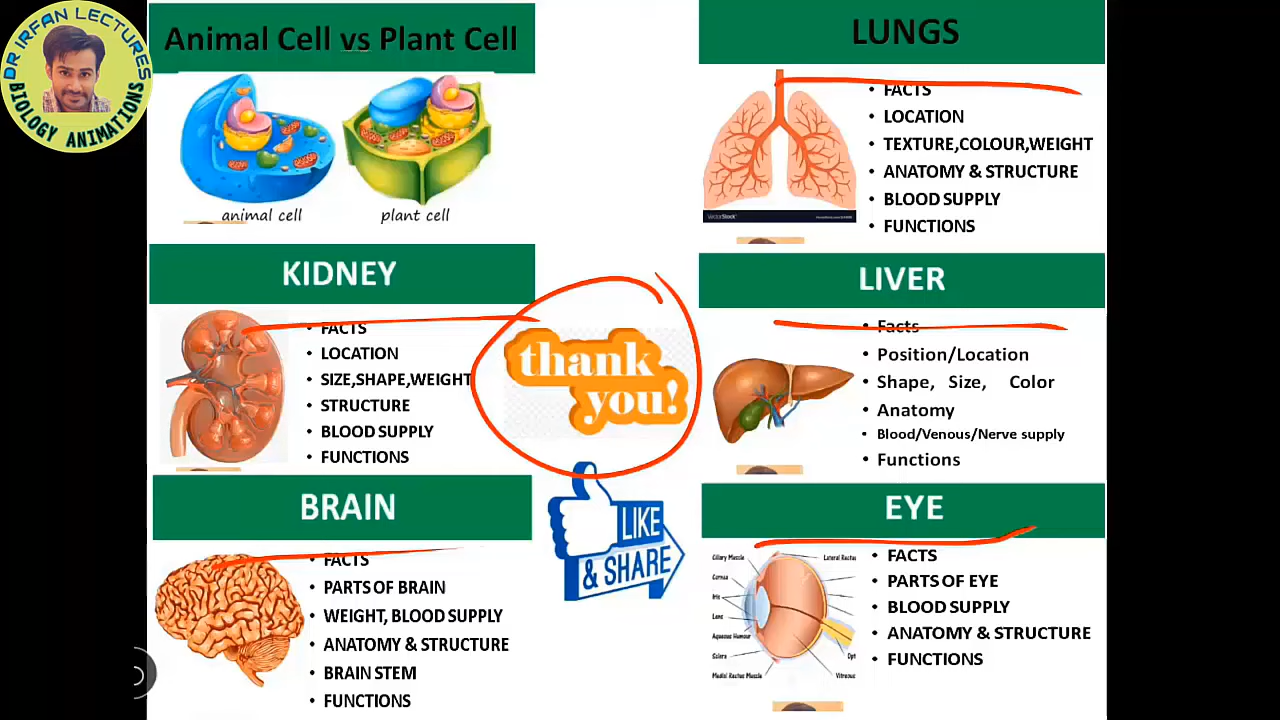 DR IRFAN LECTURES
BIOLOGY ANIMATIONS
Animal Cell vs Plant Cell
animal cell
plant cell
LUNGS
FACTS
LOCATION
TEXTURE,COLOUR,WEIGHT
ANATOMY & STRUCTURE
BLOOD SUPPLY
FUNCTIONS
VectorStock
KIDNEY
FACTS
LOCATION
SIZE,SHAPE,WEIGHT
STRUCTURE
BLOOD SUPPLY
FUNCTIONS
thank
you!
LIVER
Facts
Position/Location
Shape, Size, Color
Anatomy
Blood/Venous/Nerve supply
Functions
BRAIN
FACTS
PARTS OF BRAIN
WEIGHT, BLOOD SUPPLY
ANATOMY & STRUCTURE
BRAIN STEM
FUNCTIONS
LIKE
& SHARE
EYE
Ciliary Muscle
Lateral Rectus
Cornea
Iris
Lens
Aqueous Humour
Sclera
Opt
Medial Rectus Muscle
Vitreous
FACTS
PARTS OF EYE
BLOOD SUPPLY
ANATOMY & STRUCTURE
FUNCTIONS